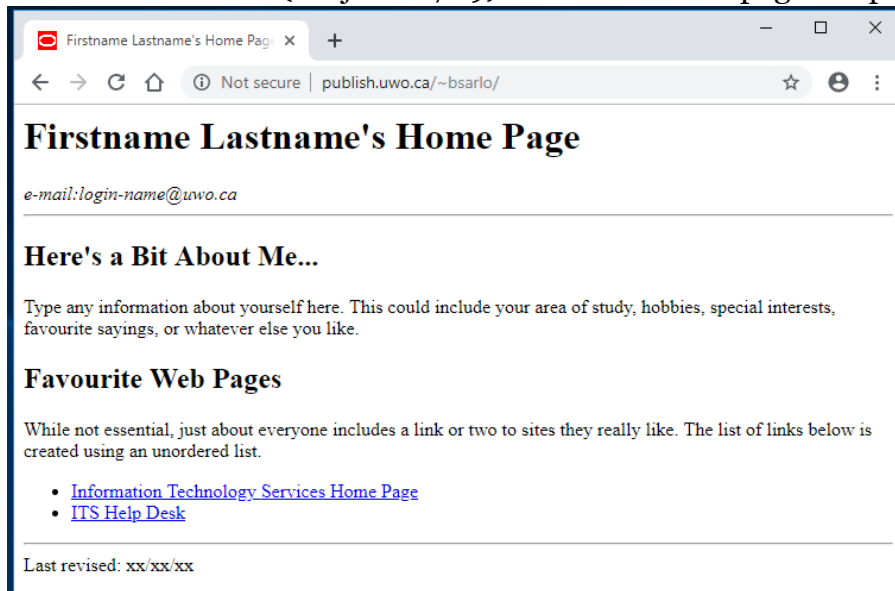 Firstname Lastname's Home Page
Not secure | publish.uwo.ca/~bsarlo/
Firstname Lastname's Home Page
e-mail:login-name@uwo.ca
Here's a Bit About Me...
Type any information about yourself here. This could include your area of study, hobbies, special interests,
favourite sayings, or whatever else you like.
Favourite Web Pages
While not essential, just about everyone includes a link or two to sites they really like. The list of links below is
created using an unordered list.
Information Technology Services Home Page
ITS Help Desk
Last revised: xx/xx/xx